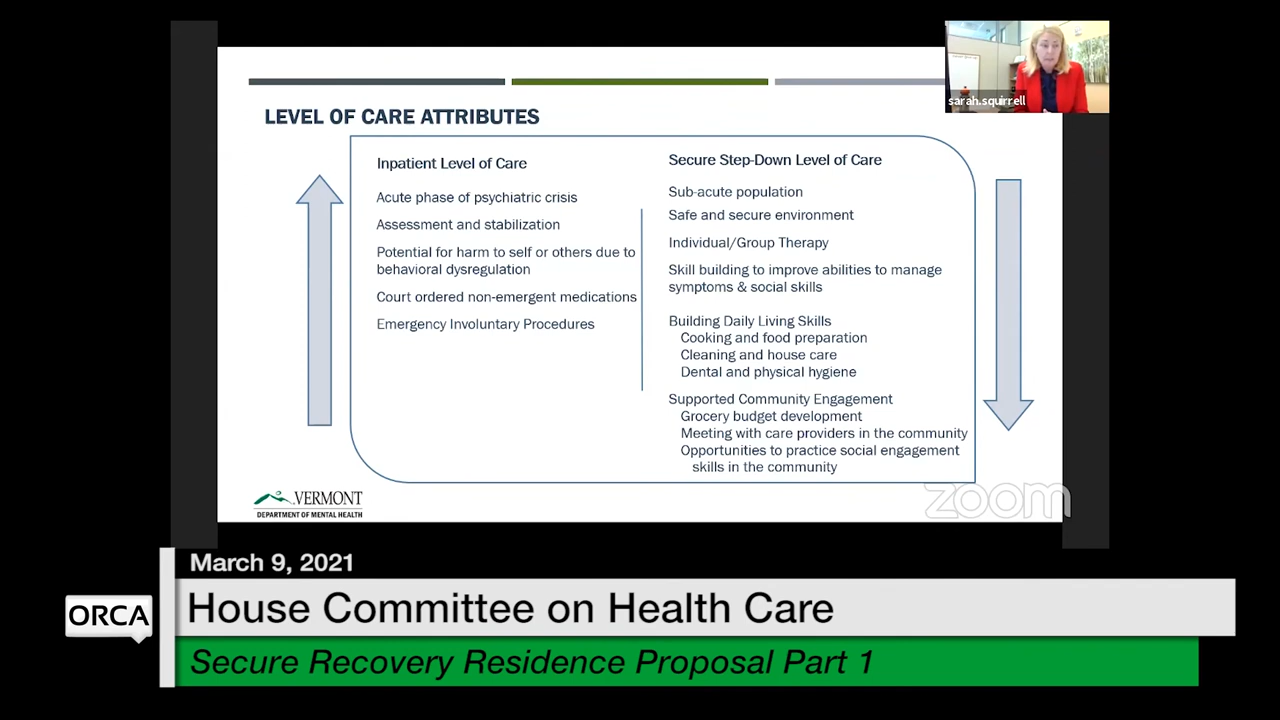 sarah.squirrell
LEVEL OF CARE ATTRIBUTES
Inpatient Level of Care
Acute phase of psychiatric crisis
Assessment and stabilization
Potential for harm to self or others due to
behavioral dysregulation
Court ordered non-emergent medications
Emergency Involuntary Procedures
Secure Step-Down Level of Care
Sub-acute population
Safe and secure environment
Individual/Group Therapy
Skill building to improve abilities to manage
symptoms & social skills
Building Daily Living Skills
Cooking and food preparation
Cleaning and house care
Dental and physical hygiene
Supported Community Engagement
Grocery budget development
Meeting with care providers in the community
Opportunities to practice social engagement
skills in the community
VERMONT
DEPARTMENT OF MENTAL HEALTH
zoom
March 9, 2021
ORCA
House Committee on Health Care
Secure Recovery Residence Proposal Part 1